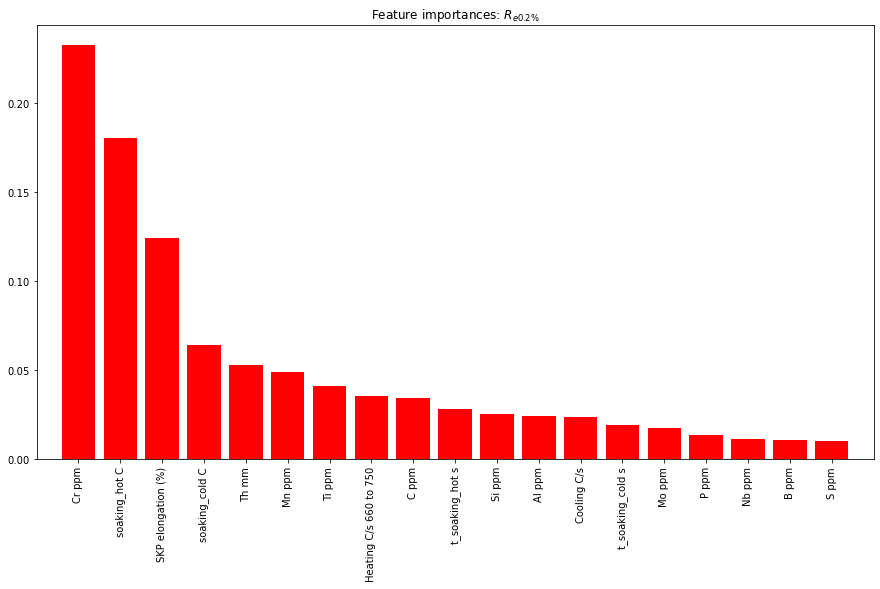 Feature importances: R_{e0.2%}
0.20
0.15
0.10
0.05
0.00
Cr ppm
soaking_hot C
SKP elongation (%)
soaking_cold C
Th mm
Mn ppm
Ti ppm
Heating C/s 660 to 750
C ppm
t_soaking_hot s
Si ppm
Al ppm
Cooling C/s
t_soaking_cold s
Mo ppm
P ppm
Nb ppm
B ppm
S ppm